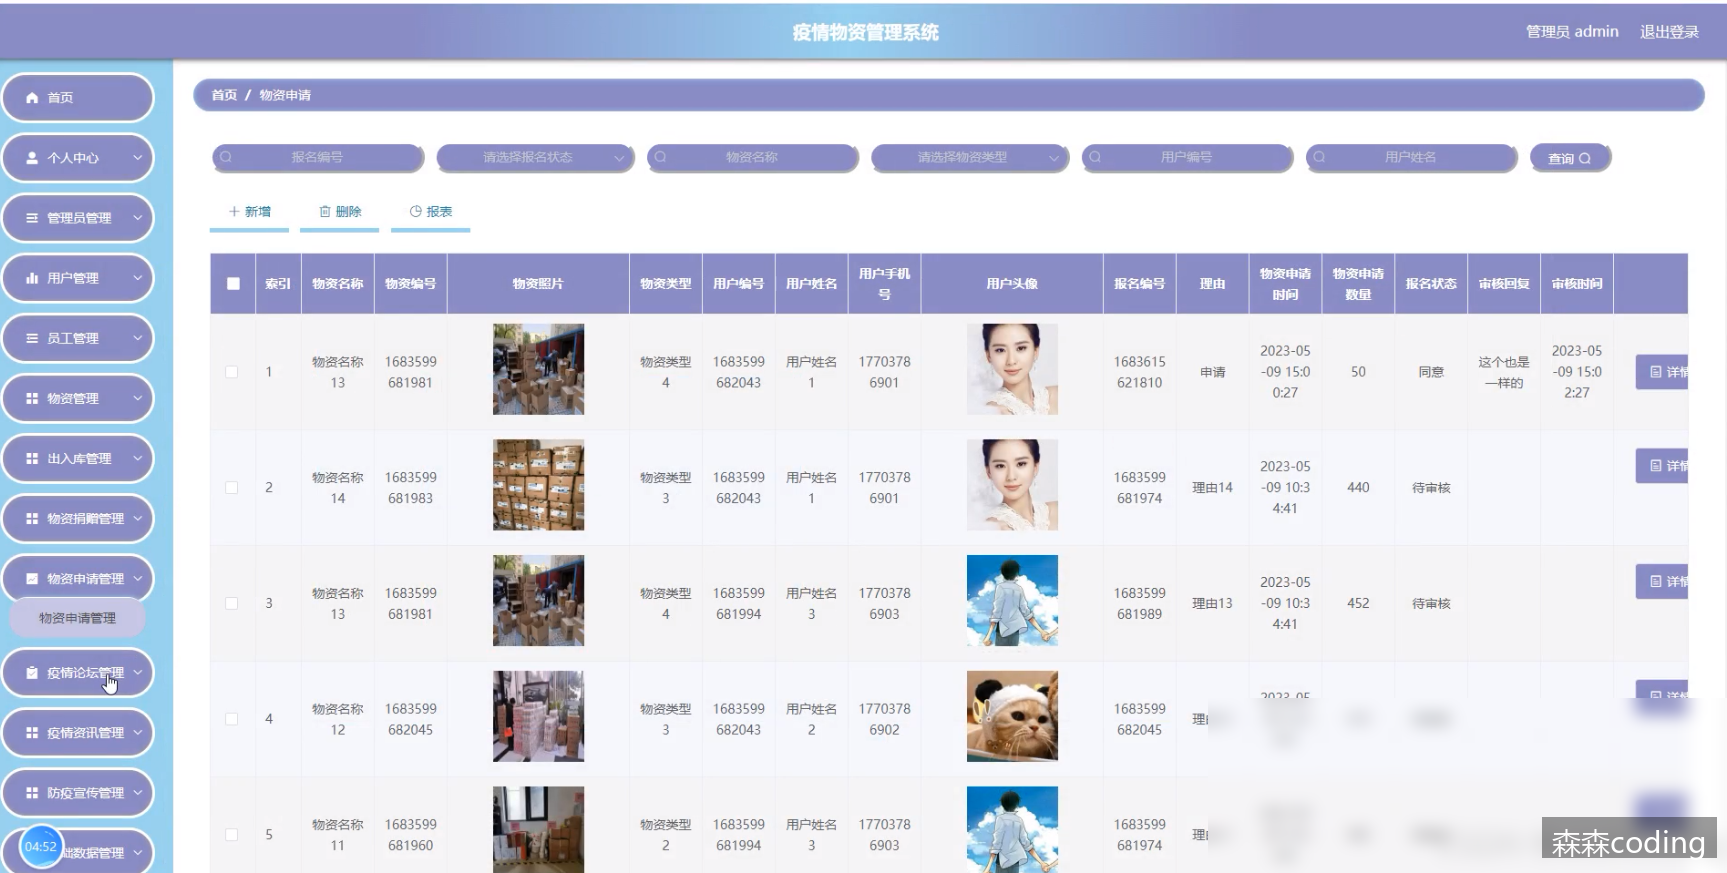 疫情物资管理系统
管理员 admin
退出登录
首页
个人中心
管理员管理
用户管理
员工管理
物资管理
出入库管理
物资捐赠管理
物资申请管理
物资申请管理
疫情论坛管理
疫情资讯管理
防疫宣传管理
础数据管理
04:52
首页 / 物资申请
报名编号
请选择报名状态
物资名称
请选择物资类型
用户编号
用户姓名
查询
新增
删除
报表
索引 物资名称 物资编号 物资照片 物资类型 用户编号 用户姓名 用户手机号 用户头像 报名编号 理由 物资申请时间 物资申请数量 报名状态 审核回复 审核时间
1 物资名称13 1683599681981 物资类型4 1683599682043 用户姓名1 17703786901 1683615621810 申请 2023-05-09 15:00:27 50 同意 这个也是一样的 2023-05-09 15:02:27 详情
2 物资名称14 1683599681983 物资类型3 1683599682043 用户姓名1 17703786901 1683599681974 理由14 2023-05-09 10:34:41 440 待审核 详情
3 物资名称13 1683599681981 物资类型4 1683599681994 用户姓名3 17703786903 1683599681989 理由13 2023-05-09 10:34:41 452 待审核 详情
4 物资名称12 1683599682045 物资类型3 1683599682043 用户姓名2 17703786902 1683599682045 理 2023-05
5 物资名称11 1683599681960 物资类型2 1683599681994 用户姓名3 17703786903 1683599681974 理
森森coding